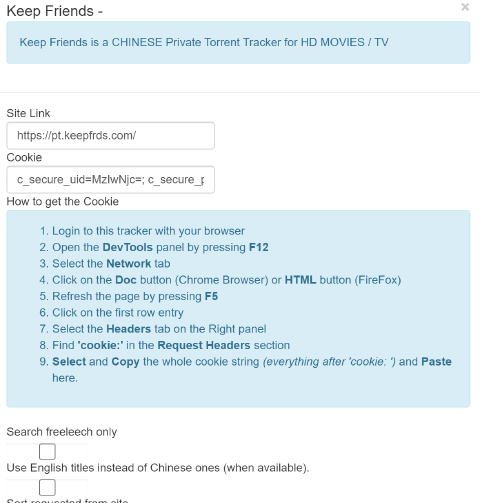 Keep Friends -
×
Keep Friends is a CHINESE Private Torrent Tracker for HD MOVIES / TV
Site Link
https://pt.keepfrds.com/
Cookie
c_secure_uid=MzIwNjc=; c_secure_p
How to get the Cookie
1. Login to this tracker with your browser
2. Open the DevTools panel by pressing F12
3. Select the Network tab
4. Click on the Doc button (Chrome Browser) or HTML button (FireFox)
5. Refresh the page by pressing F5
6. Click on the first row entry
7. Select the Headers tab on the Right panel
8. Find 'cookie:' in the Request Headers section
9. Select and Copy the whole cookie string (everything after 'cookie: ') and Paste
here.
Search freeleech only
Use English titles instead of Chinese ones (when available).
Sort requested from site